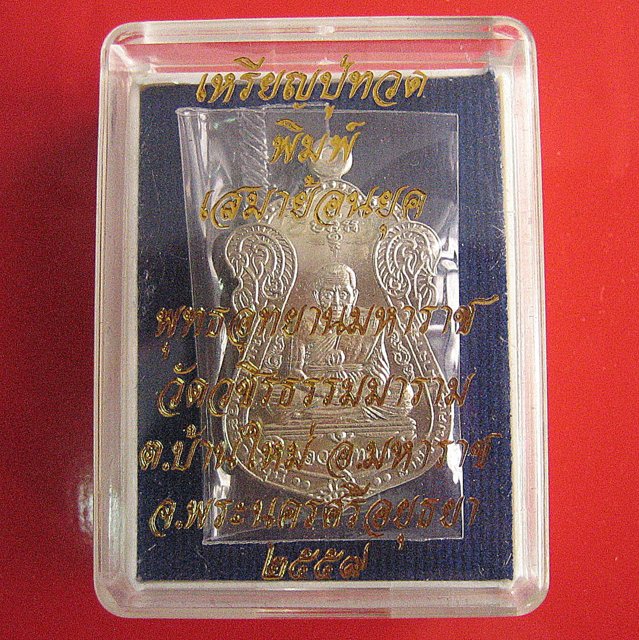 เหรียญปู่ทวด
พิมพ์
เสมาย้อนยุค
พุทธอุทยานมหาราช
วัดวชิรธรรมมาราม
ต.บ้านใหม่ อ.มหาราช
จ.พระนครศรีอยุธยา
๒๕๕๗